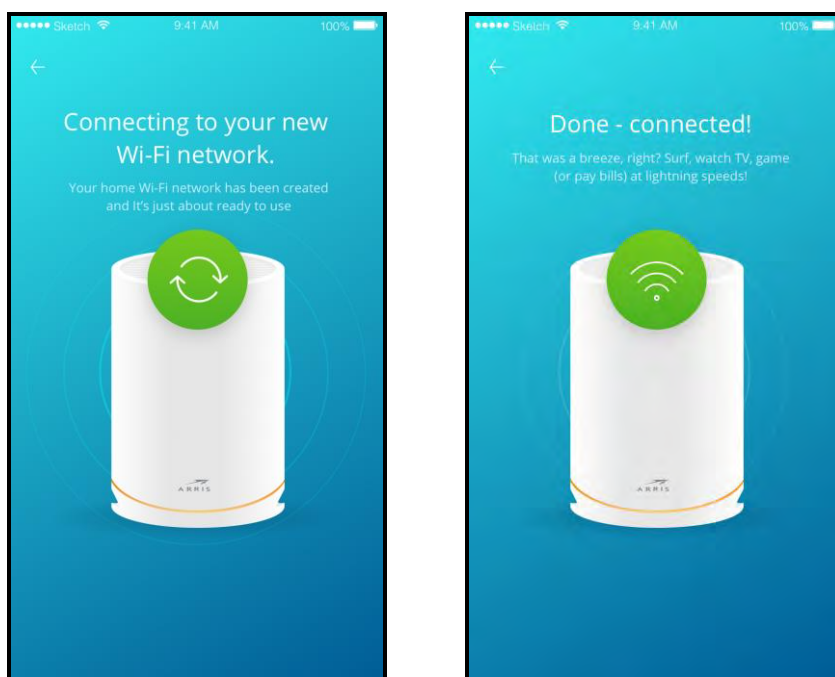 Sketch 9:41 AM 100%
Connecting to your new
Wi-Fi network.
Your home Wi-Fi network has been created
and It's just about ready to use
ARRIS
Sketch 9:41 AM 100%
Done - connected!
That was a breeze, right? Surf, watch TV, game
(or pay bills) at lightning speeds!
ARRIS